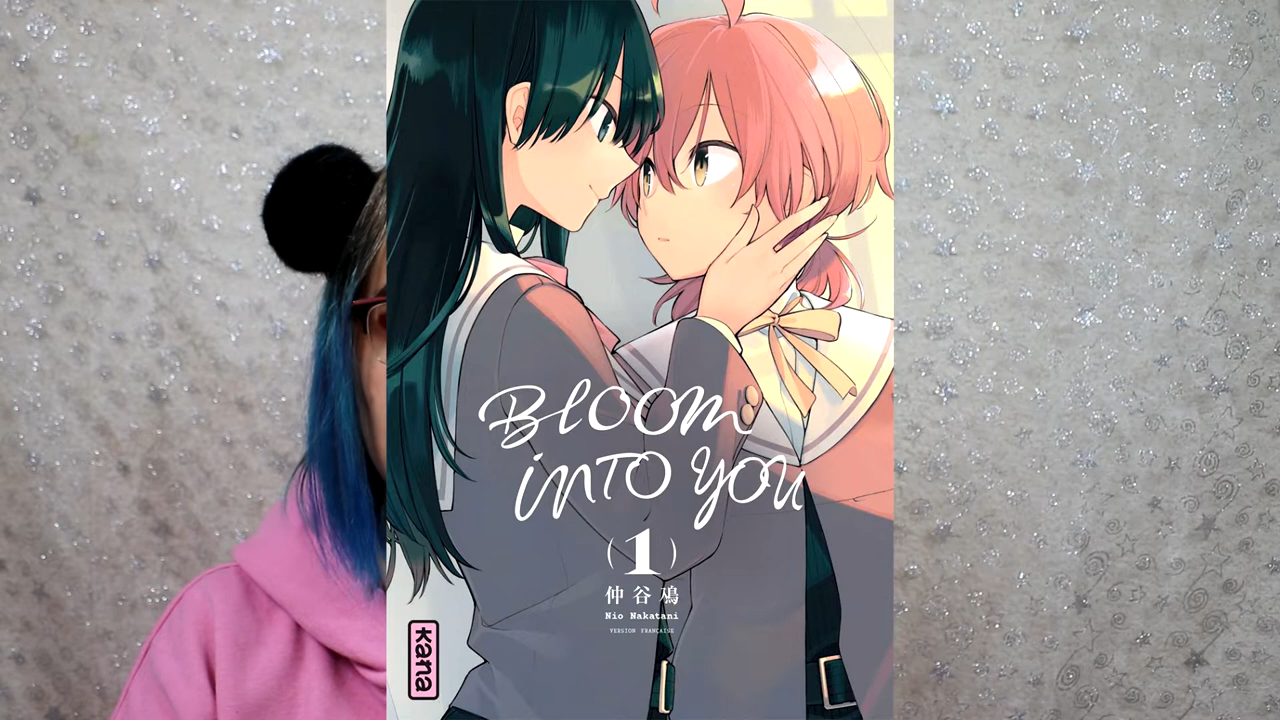 Bloom
into you
(1)
仲谷鳰
Nio Nakatani
VERSION FRANÇAISE
kana